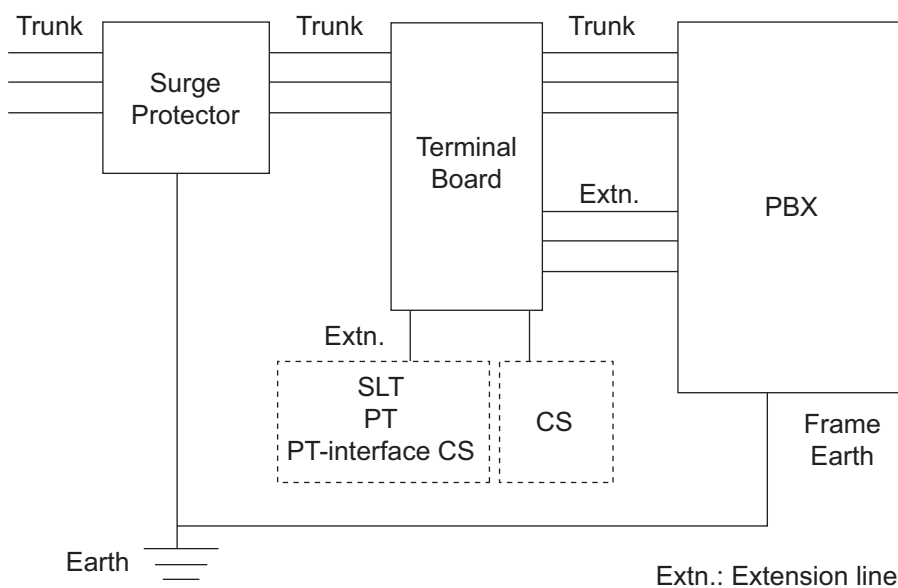 Trunk
Trunk
Trunk
Surge
Protector
Terminal
Board
Extn.
PBX
Extn.
SLT
PT
PT-interface CS
CS
Frame
Earth
Earth
Extn.: Extension line